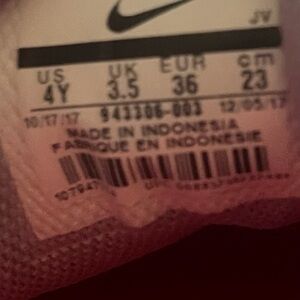 JV
US UK EUR cm
4Y 3.5 36 23
10/17/17 943306-003 12/05/17
MADE IN INDONESIA
FABRIQUE EN INDONESIE